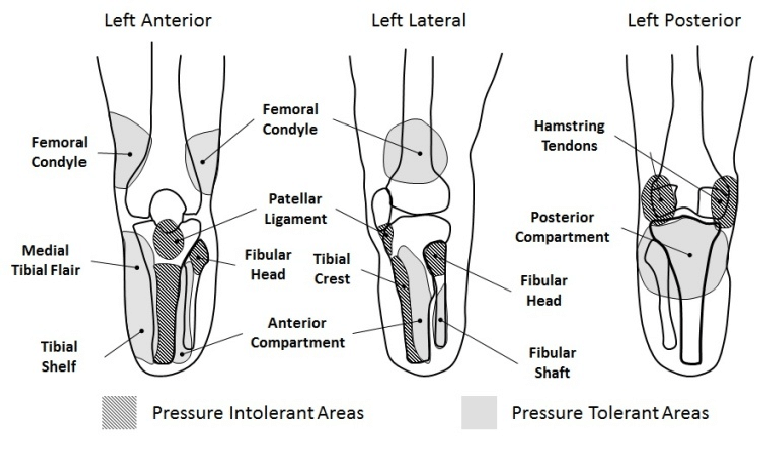 Left Anterior
Left Lateral
Left Posterior
Femoral
Condyle
Femoral
Condyle
Hamstring
Tendons
Patellar
Ligament
Posterior
Compartment
Medial
Tibial Flair
Fibular
Head
Tibial
Crest
Fibular
Head
Anterior
Compartment
Tibial
Shelf
Fibular
Shaft
Pressure Intolerant Areas
Pressure Tolerant Areas